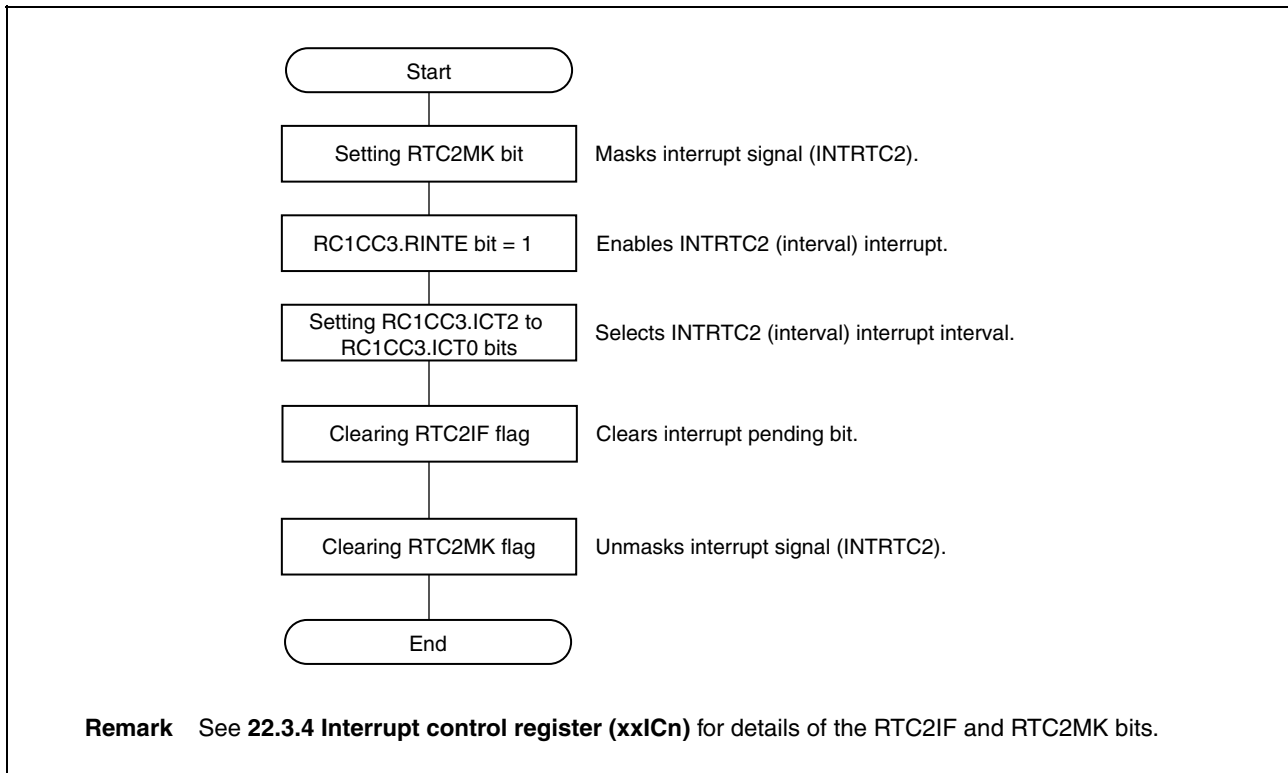 Start
Setting RTC2MK bit
Masks interrupt signal (INTRTC2).
RC1CC3.RINTE bit = 1
Enables INTRTC2 (interval) interrupt.
Setting RC1CC3.ICT2 to
RC1CC3.ICT0 bits
Selects INTRTC2 (interval) interrupt interval.
Clearing RTC2IF flag
Clears interrupt pending bit.
Clearing RTC2MK flag
Unmasks interrupt signal (INTRTC2).
End
Remark See 22.3.4 Interrupt control register (xxICn) for details of the RTC2IF and RTC2MK bits.